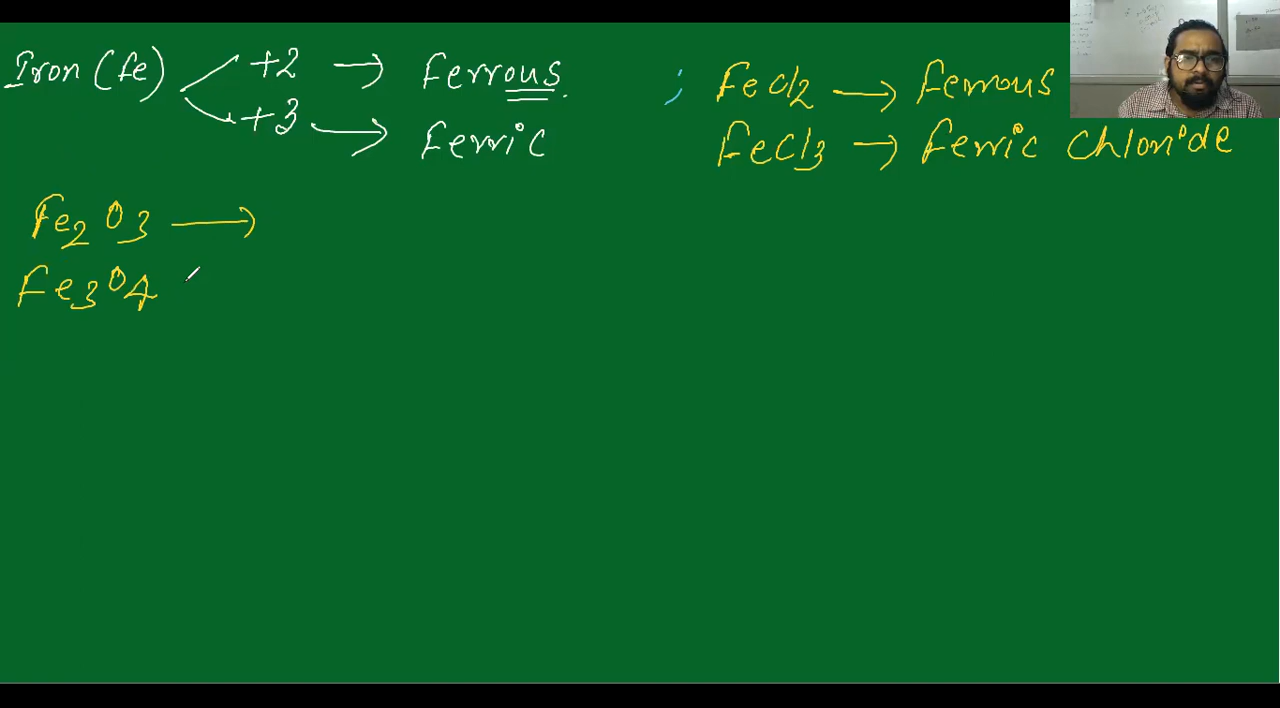 Iron (fe) +2 → ferrous.
+3 → ferric
; FeCl2 → ferrous
FeCl3 → ferric chloride
Fe2O3 →
Fe3O4